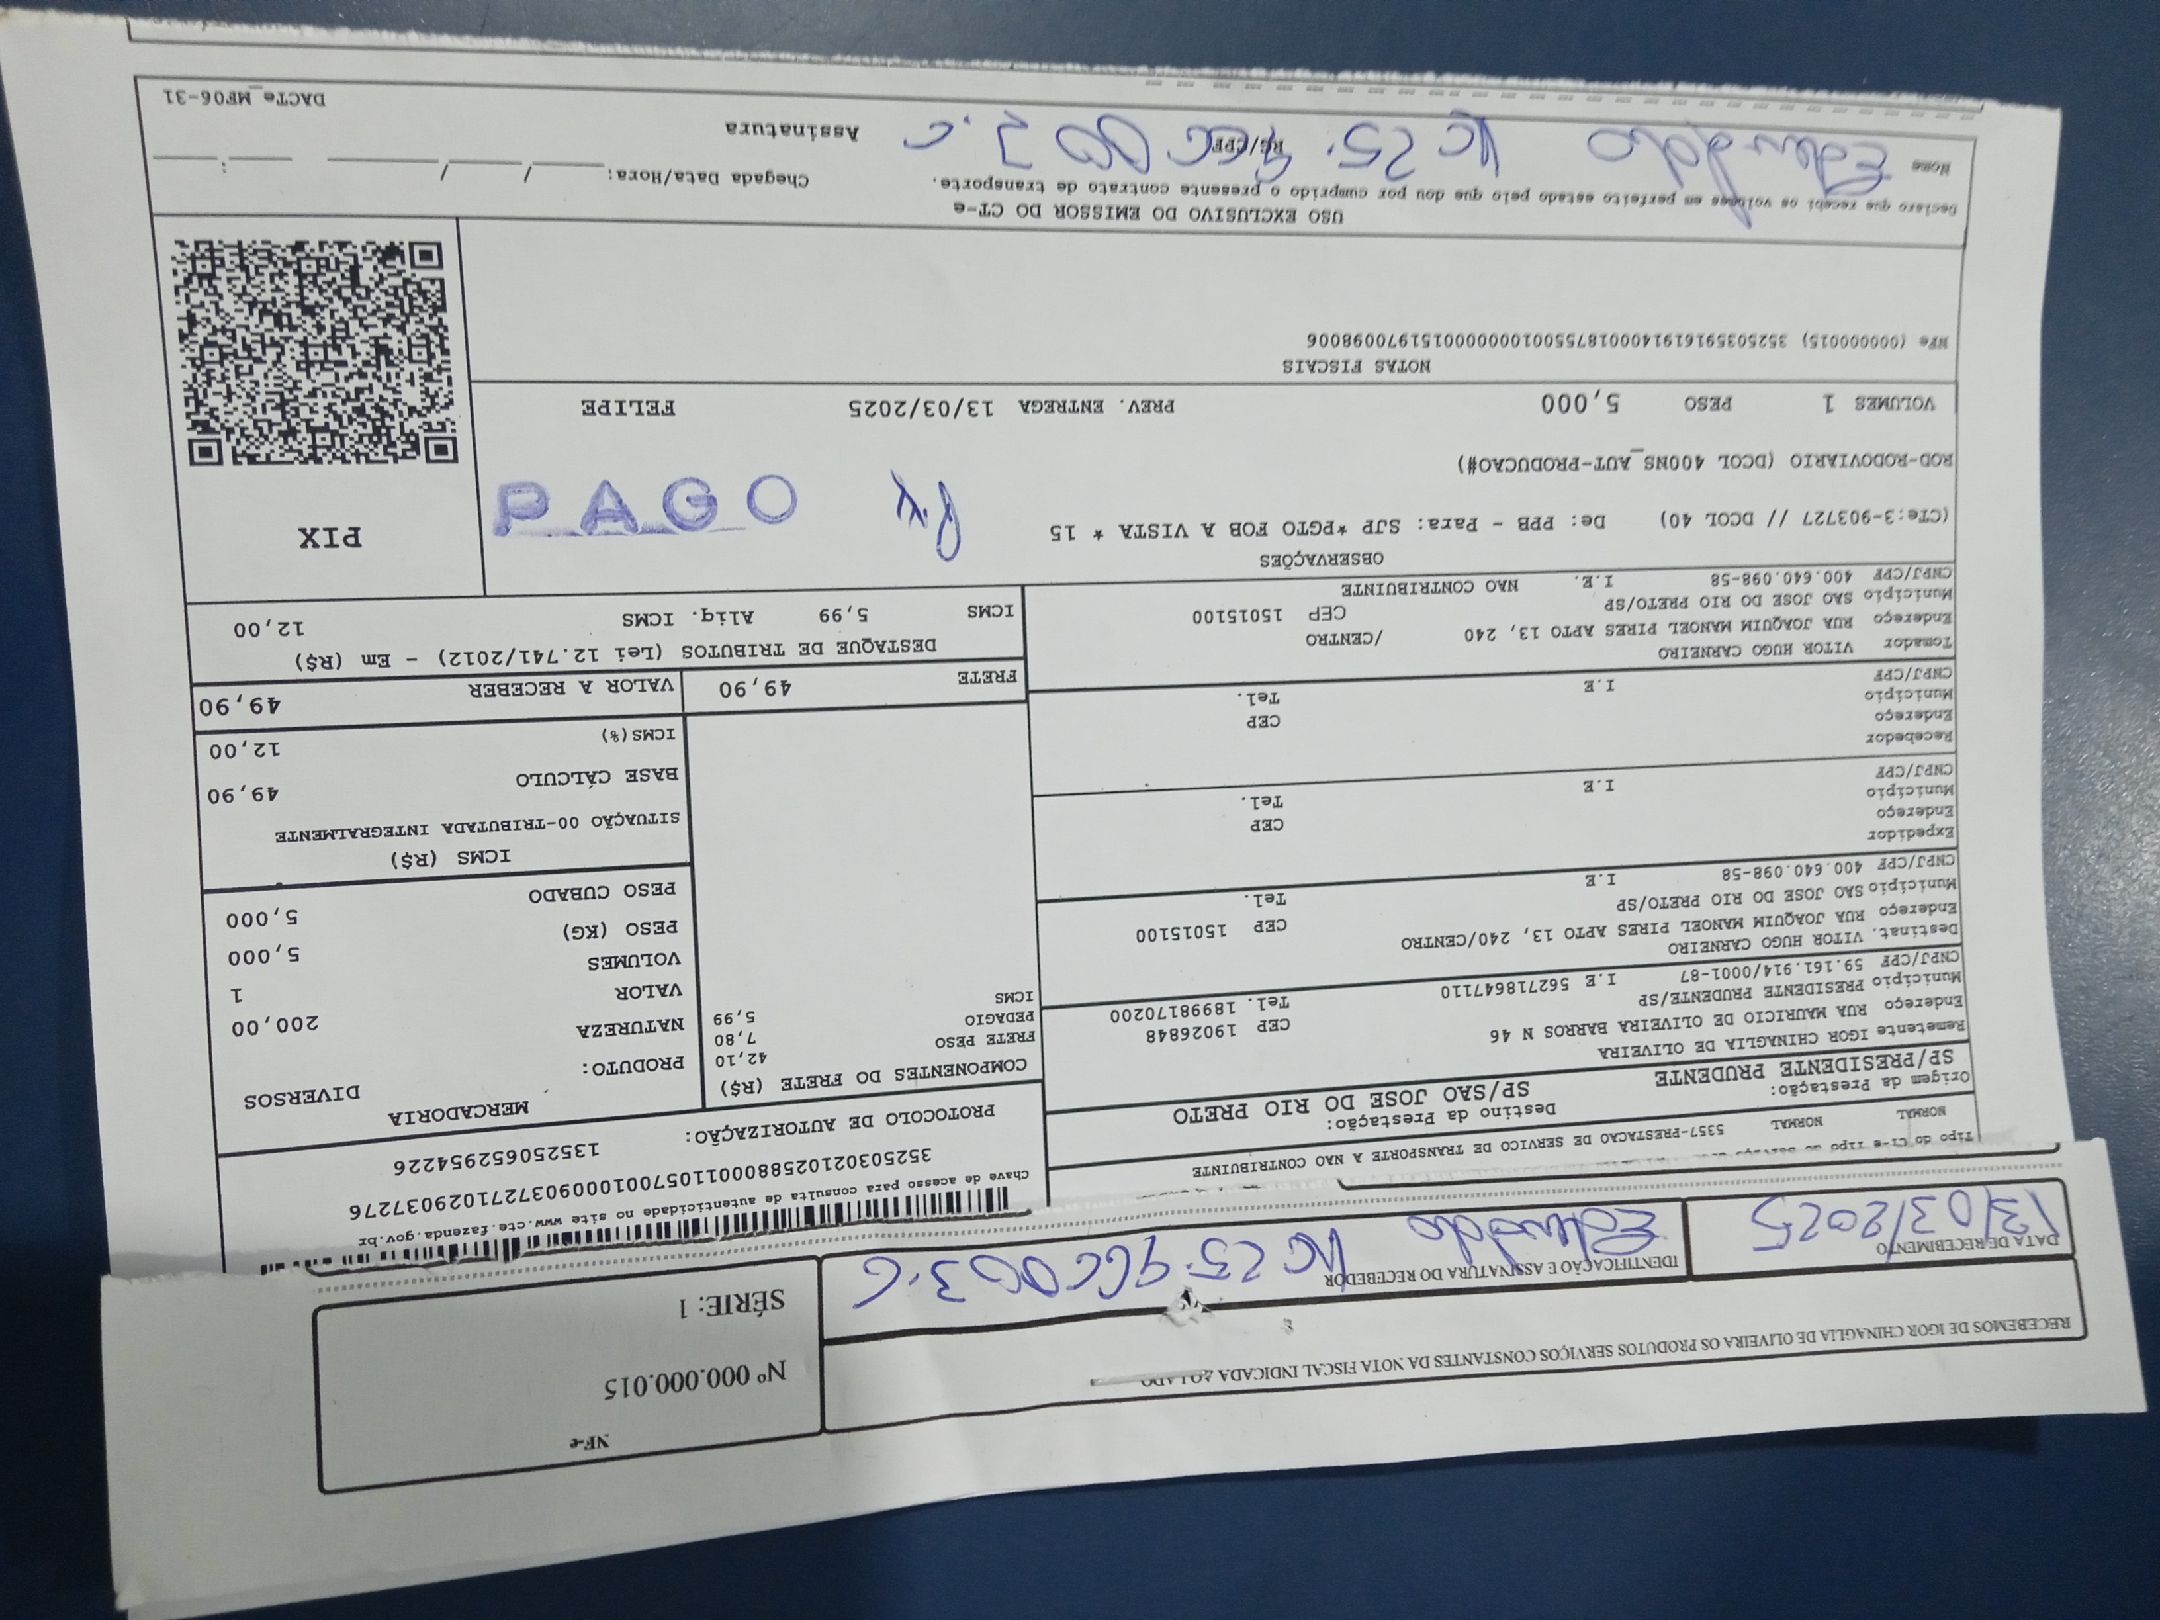 RECEBEMOS DE IGOR CHINAGLIA DE OLIVEIRA OS PRODUTOS SERVIÇOS CONSTANTES DA NOTA FISCAL INDICADA AO LADO
NF-e
Nº 000.000.015
SÉRIE: 1
DATA DE RECEBIMENTO
13/03/2025
IDENTIFICAÇÃO E ASSINATURA DO RECEBEDOR
Eduardo
chave de acesso para consulta de autenticidade no site www.cte.fazenda.gov.br
PROTOCOLO DE AUTORIZAÇÃO:
135250652954226
NORMAL NORMAL 5357-PRESTACAO DE SERVICO DE TRANSPORTE A NAO CONTRIBUINTE
Origem da Prestação:
SP/PRESIDENTE PRUDENTE
Destino da Prestação:
SP/SAO JOSE DO RIO PRETO
Remetente IGOR CHINAGLIA DE OLIVEIRA
Endereço RUA MAURICIO DE OLIVEIRA BARROS N 46 CEP 19026848
Município PRESIDENTE PRUDENTE/SP Tel. 18998170200
CNPJ/CPF 59.161.914/0001-87 I.E 562718647110
Destinat. VITOR HUGO CARNEIRO
Endereço RUA JOAQUIM MANOEL PIRES APTO 13, 240/CENTRO CEP 15015100
Município SAO JOSE DO RIO PRETO/SP Tel.
CNPJ/CPF 400.640.098-58 I.E
Expedidor
Endereço CEP
Município Tel.
CNPJ/CPF I.E
Recebedor
Endereço CEP
Município Tel.
CNPJ/CPF I.E
Tomador VITOR HUGO CARNEIRO
Endereço RUA JOAQUIM MANOEL PIRES APTO 13, 240 /CENTRO
Município SAO JOSE DO RIO PRETO/SP CEP 15015100
CNPJ/CPF 400.640.098-58 I.E. NAO CONTRIBUINTE
COMPONENTES DO FRETE (R$)
FRETE PESO 42,10
PEDAGIO 7,80
ICMS 5,99
FRETE 49,90
MERCADORIA
PRODUTO: DIVERSOS
NATUREZA
VALOR 200,00
VOLUMES 1
PESO (KG) 5,000
PESO CUBADO 5,000
ICMS (R$)
SITUAÇÃO 00-TRIBUTADA INTEGRALMENTE
BASE CÁLCULO 49,90
ICMS(%) 12,00
VALOR A RECEBER 49,90
DESTAQUE DE TRIBUTOS (Lei 12.741/2012) - Em (R$)
ICMS 5,99 Aliq. ICMS 12,00
OBSERVAÇÕES
(CTe:3-903727 // DCOL 40) De: PPB - Para: SJP *PGTO FOB A VISTA * 15
ROD-RODOVIARIO (DCOL 400NS_AUT-PRODUCAO#)
Pix
PAGO
PIX
VOLUMES 1 PESO 5,000 PREV. ENTREGA 13/03/2025 FELIPE
NOTAS FISCAIS
USO EXCLUSIVO DO EMISSOR DO CT-e
Declaro que recebi os volumes em perfeito estado pelo que dou por cumprido o presente contrato de transporte.
Chegada Data/Hora: / / :
Nome Eduardo RG/CPF
Assinatura
DACTe_MF06-31